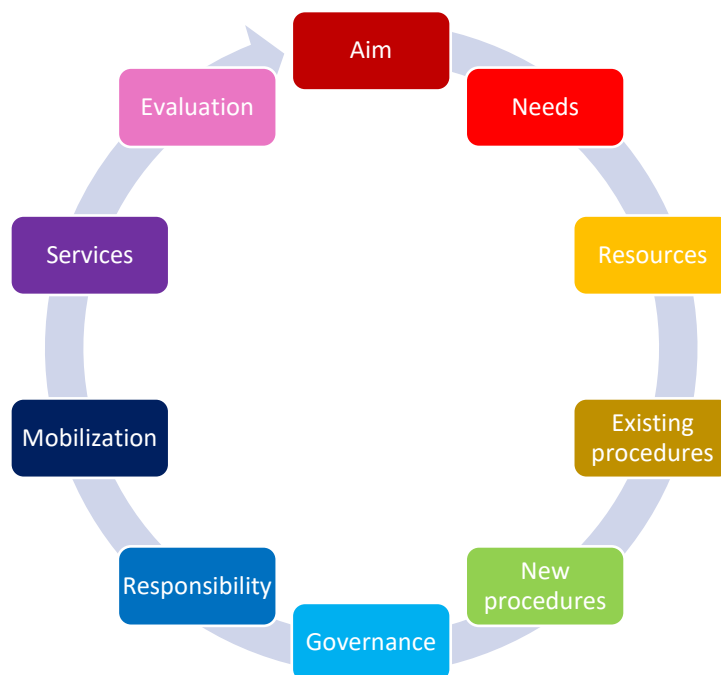 Aim
Needs
Resources
Existing
procedures
New
procedures
Governance
Responsibility
Mobilization
Services
Evaluation